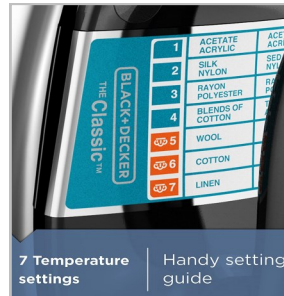 BLACK+DECKER
THE Classic™
1 ACETATE ACRYLIC
2 SILK NYLON
3 RAYON POLYESTER
4 BLENDS OF COTTON
5 WOOL
6 COTTON
7 LINEN
7 Temperature
settings
Handy setting
guide